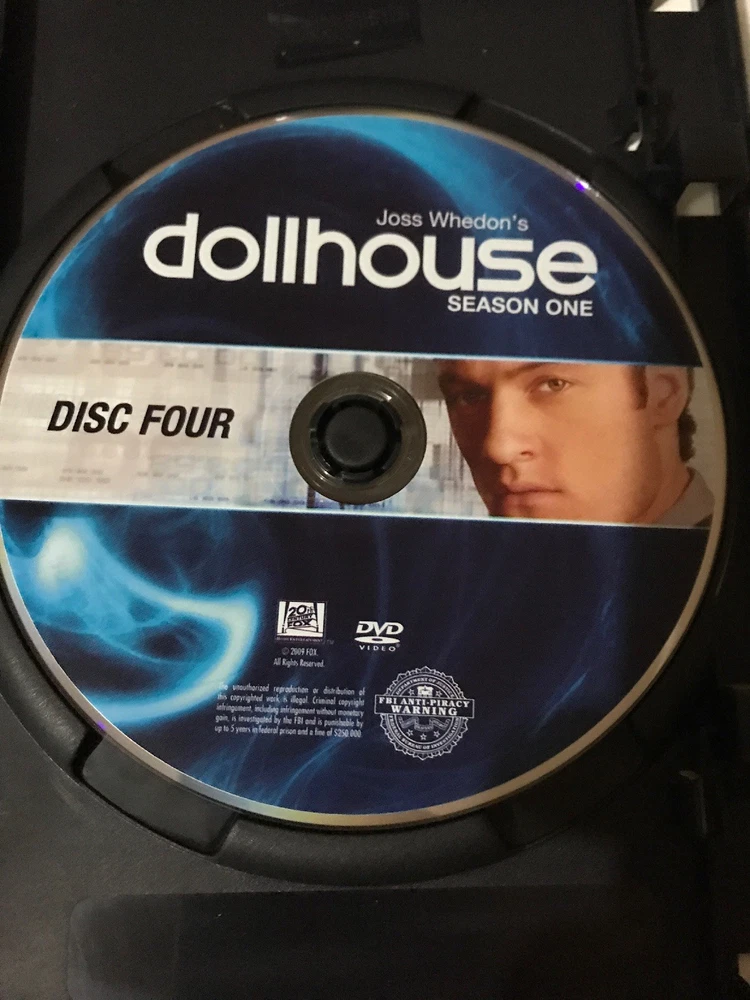 Joss Whedon's
dollhouse
SEASON ONE
DISC FOUR
20th
CENTURY
FOX
DVD
VIDEO
© 2009 FOX.
All Rights Reserved.
The unauthorized reproduction or distribution of
this copyrighted work is illegal. Criminal copyright
infringement, including infringement without monetary
gain, is investigated by the FBI and is punishable by
up to 5 years in federal prison and a fine of $250 000
FBI ANTI-PIRACY
WARNING